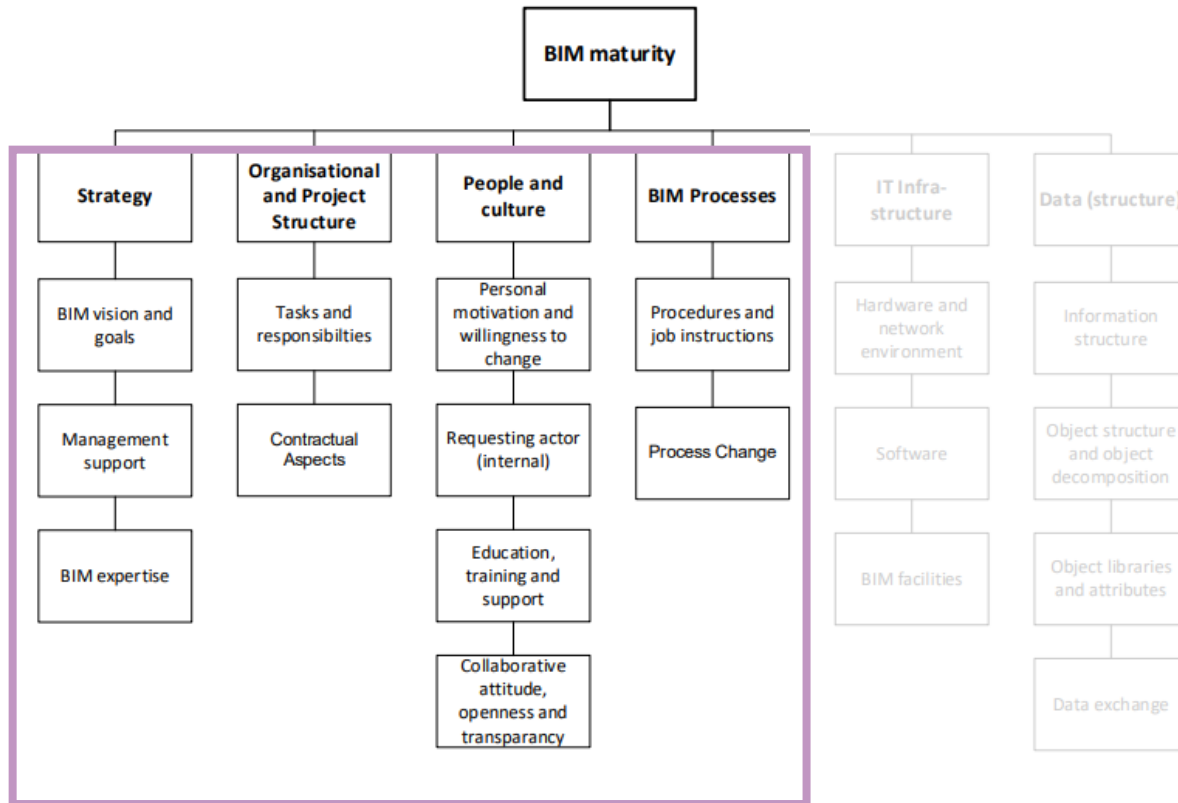 BIM maturity
Strategy
Organisational
and Project
Structure
People and
culture
BIM Processes
IT Infra-
structure
Data (structure)
BIM vision and
goals
Tasks and
responsibilties
Personal
motivation and
willingness to
change
Procedures and
job instructions
Hardware and
network
environment
Information
structure
Management
support
Contractual
Aspects
Requesting actor
(internal)
Process Change
Software
Object structure
and object
decomposition
BIM expertise
Education,
training and
support
BIM facilities
Object libraries
and attributes
Collaborative
attitude,
openness and
transparancy
Data exchange